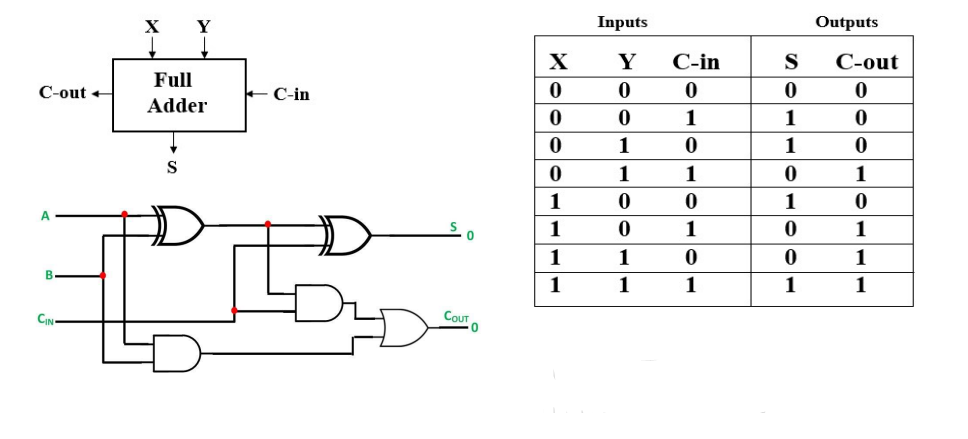 X Y
Full
Adder
C-out
C-in
S
A
B
CIN
S
0
COUT
0
Inputs Outputs
X Y C-in S C-out
0 0 0 0 0
0 0 1 1 0
0 1 0 1 0
0 1 1 0 1
1 0 0 1 0
1 0 1 0 1
1 1 0 0 1
1 1 1 1 1